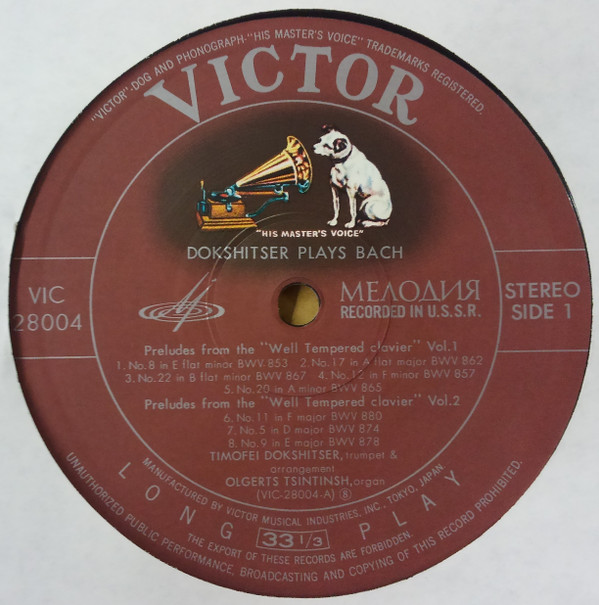 "VICTOR"-DOG AND PHONOGRAPH-"HIS MASTER'S VOICE" TRADEMARKS REGISTERED.
VICTOR
"HIS MASTER'S VOICE"
DOKSHITSER PLAYS BACH
VIC
28004
МЕЛОДИЯ
RECORDED IN U.S.S.R.
STEREO
SIDE 1
Preludes from the "Well Tempered clavier" Vol.1
1. No.8 in E flat minor BWV 853 2. No.17 in A flat major BWV 862
3. No.22 in B flat minor BWV 867 4. No.12 in F minor BWV 857
5. No.20 in A minor BWV 865
Preludes from the "Well Tempered clavier" Vol.2
6. No.11 in F major BWV 880
7. No.5 in D major BWV 874
8. No.9 in E major BWV 878
TIMOFEI DOKSHITSER, trumpet &
arrangement
OLGERTS TSINTINSH, organ
(VIC-28004-A) ⑧
MANUFACTURED BY VICTOR MUSICAL INDUSTRIES, INC., TOKYO, JAPAN
LONG 33 1/3 PLAY
THE EXPORT OF THESE RECORDS ARE FORBIDDEN.
UNAUTHORIZED PUBLIC PERFORMANCE, BROADCASTING AND COPYING OF THIS RECORD PROHIBITED.